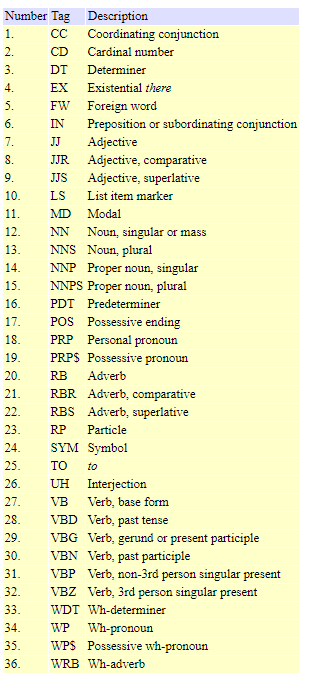 Number Tag Description
1. CC Coordinating conjunction
2. CD Cardinal number
3. DT Determiner
4. EX Existential there
5. FW Foreign word
6. IN Preposition or subordinating conjunction
7. JJ Adjective
8. JJR Adjective, comparative
9. JJS Adjective, superlative
10. LS List item marker
11. MD Modal
12. NN Noun, singular or mass
13. NNS Noun, plural
14. NNP Proper noun, singular
15. NNPS Proper noun, plural
16. PDT Predeterminer
17. POS Possessive ending
18. PRP Personal pronoun
19. PRP$ Possessive pronoun
20. RB Adverb
21. RBR Adverb, comparative
22. RBS Adverb, superlative
23. RP Particle
24. SYM Symbol
25. TO to
26. UH Interjection
27. VB Verb, base form
28. VBD Verb, past tense
29. VBG Verb, gerund or present participle
30. VBN Verb, past participle
31. VBP Verb, non-3rd person singular present
32. VBZ Verb, 3rd person singular present
33. WDT Wh-determiner
34. WP Wh-pronoun
35. WP$ Possessive wh-pronoun
36. WRB Wh-adverb